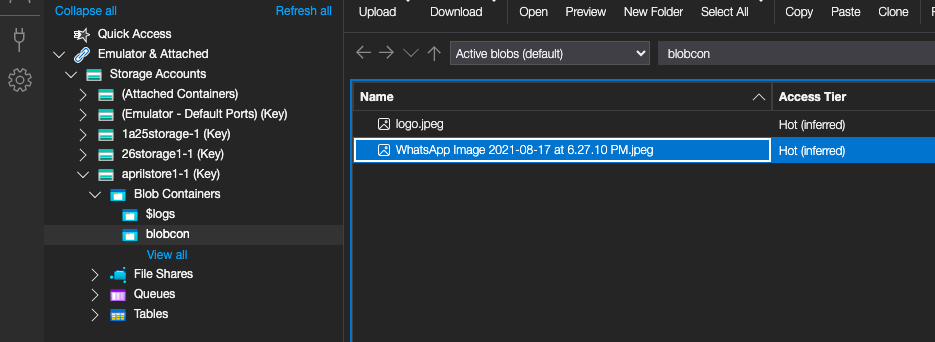 Collapse all Refresh all
Quick Access
Emulator & Attached
Storage Accounts
(Attached Containers)
(Emulator - Default Ports) (Key)
1a25storage-1 (Key)
26storage1-1 (Key)
aprilstore1-1 (Key)
Blob Containers
$logs
blobcon
View all
File Shares
Queues
Tables
Upload Download Open Preview New Folder Select All Copy Paste Clone
Active blobs (default) blobcon
Name Access Tier
logo.jpeg Hot (inferred)
WhatsApp Image 2021-08-17 at 6.27.10 PM.jpeg Hot (inferred)